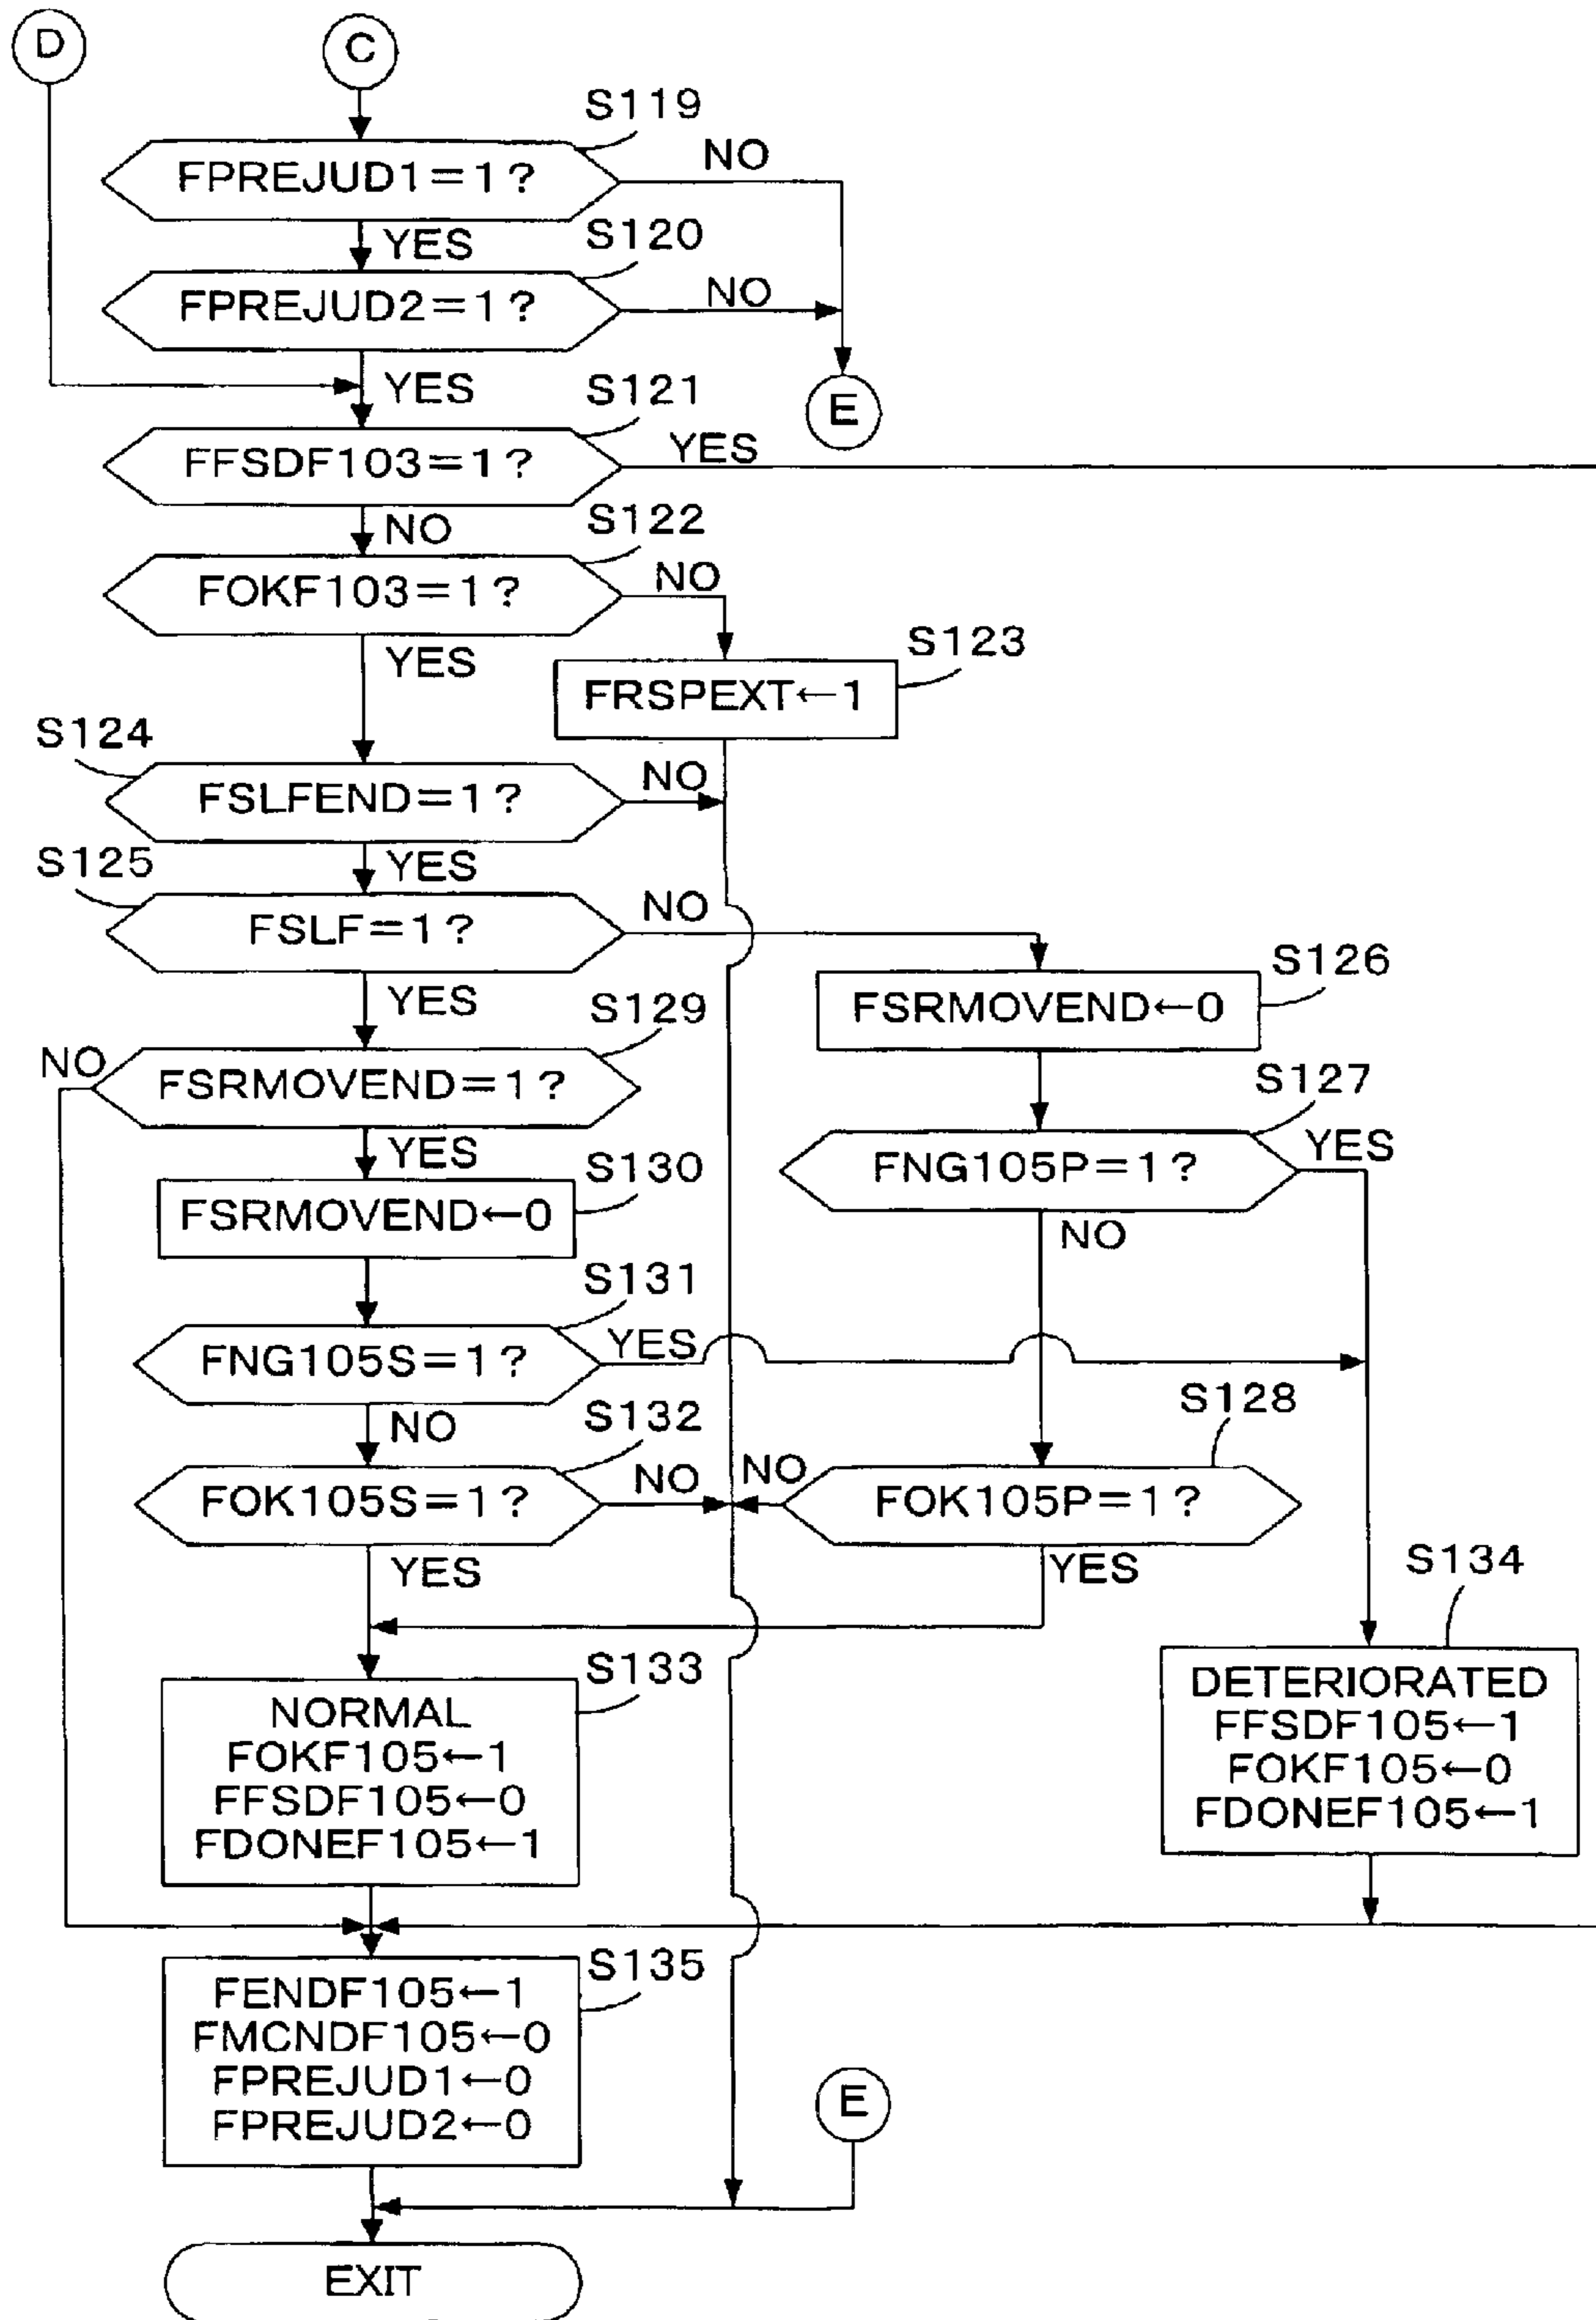 D
C
S119
FPREJUD1=1?
NO
YES
S120
FPREJUD2=1?
NO
YES
E
S121
FFSDF103=1?
YES
NO
S122
FOKF103=1?
NO
YES
S123
FRSPEXT←1
S124
FSLFEND=1?
NO
YES
S125
FSLF=1?
NO
YES
S126
FSRMOVEND←0
S129
NO
FSRMOVEND=1?
YES
S127
FNG105P=1?
YES
NO
S130
FSRMOVEND←0
S131
FNG105S=1?
YES
NO
S132
FOK105S=1?
NO
YES
S128
NO
FOK105P=1?
YES
S133
NORMAL
FOKF105←1
FFSDF105←0
FDONEF105←1
S134
DETERIORATED
FFSDF105←1
FOKF105←0
FDONEF105←1
S135
FENDF105←1
FMCNDF105←0
FPREJUD1←0
FPREJUD2←0
E
EXIT